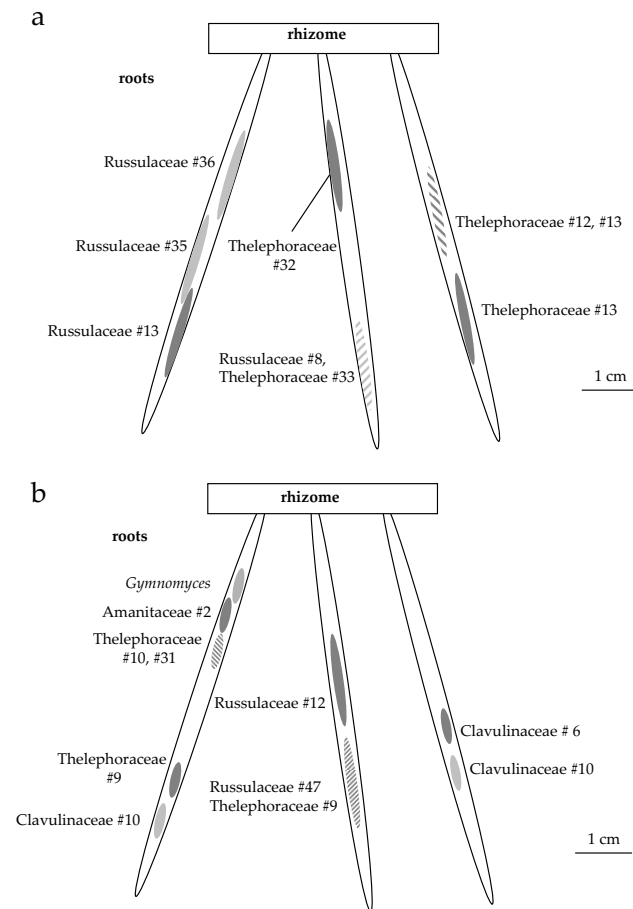 a
rhizome
roots
Russulaceae #36
Thelephoraceae #12, #13
Russulaceae #35
Thelephoraceae
#32
Thelephoraceae #13
Russulaceae #13
Russulaceae #8,
Thelephoraceae #33
1 cm
b
rhizome
roots
Gymnomyces
Amanitaceae #2
Thelephoraceae
#10, #31
Russulaceae #12
Clavulinaceae # 6
Thelephoraceae
#9
Clavulinaceae #10
Russulaceae #47
Thelephoraceae #9
Clavulinaceae #10
1 cm